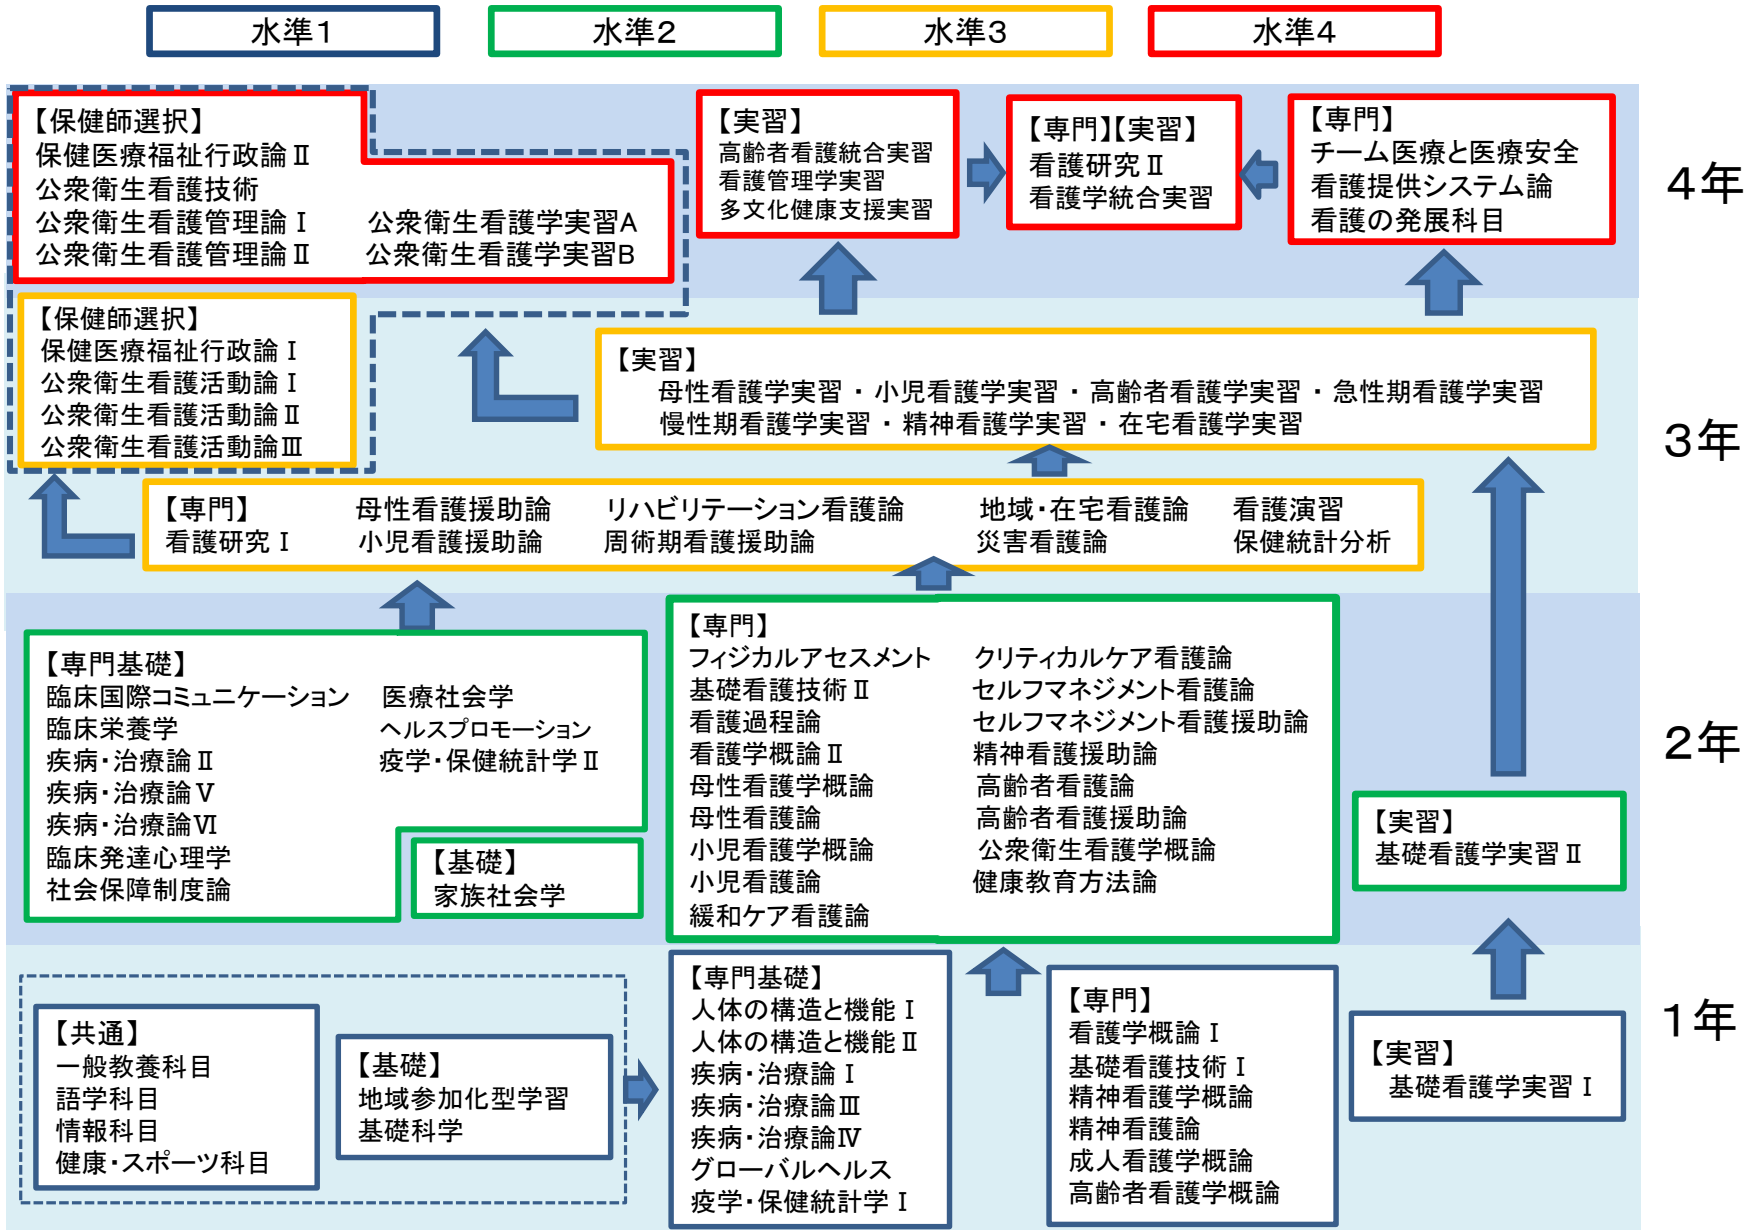 水準1
水準2
水準3
水準4
【保健師選択】
保健医療福祉行政論Ⅱ
公衆衛生看護技術
公衆衛生看護管理論Ⅰ
公衆衛生看護管理論Ⅱ
公衆衛生看護学実習A
公衆衛生看護学実習B
【実習】
高齢者看護統合実習
看護管理学実習
多文化健康支援実習
【専門】【実習】
看護研究Ⅱ
看護学統合実習
【専門】
チーム医療と医療安全
看護提供システム論
看護の発展科目
4年
【保健師選択】
保健医療福祉行政論Ⅰ
公衆衛生看護活動論Ⅰ
公衆衛生看護活動論Ⅱ
公衆衛生看護活動論Ⅲ
【実習】
母性看護学実習・小児看護学実習・高齢者看護学実習・急性期看護学実習
慢性期看護学実習・精神看護学実習・在宅看護学実習
3年
【専門】
看護研究Ⅰ
母性看護援助論
小児看護援助論
リハビリテーション看護論
周術期看護援助論
地域・在宅看護論
災害看護論
看護演習
保健統計分析
【専門基礎】
臨床国際コミュニケーション
臨床栄養学
疾病・治療論Ⅱ
疾病・治療論Ⅴ
疾病・治療論Ⅵ
臨床発達心理学
社会保障制度論
医療社会学
ヘルスプロモーション
疫学・保健統計学Ⅱ
【基礎】
家族社会学
【専門】
フィジカルアセスメント
基礎看護技術Ⅱ
看護過程論
看護学概論Ⅱ
母性看護学概論
母性看護論
小児看護学概論
小児看護論
緩和ケア看護論
クリティカルケア看護論
セルフマネジメント看護論
セルフマネジメント看護援助論
精神看護援助論
高齢者看護論
高齢者看護援助論
公衆衛生看護学概論
健康教育方法論
【実習】
基礎看護学実習Ⅱ
2年
【共通】
一般教養科目
語学科目
情報科目
健康・スポーツ科目
【基礎】
地域参加化型学習
基礎科学
【専門基礎】
人体の構造と機能Ⅰ
人体の構造と機能Ⅱ
疾病・治療論Ⅰ
疾病・治療論Ⅲ
疾病・治療論Ⅳ
グローバルヘルス
疫学・保健統計学Ⅰ
【専門】
看護学概論Ⅰ
基礎看護技術Ⅰ
精神看護学概論
精神看護論
成人看護学概論
高齢者看護学概論
【実習】
基礎看護学実習Ⅰ
1年